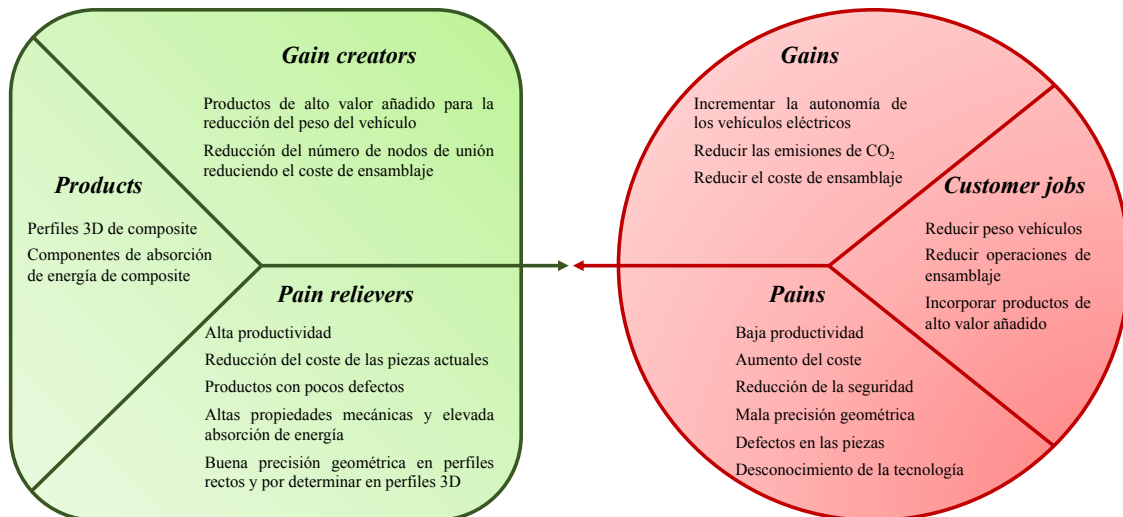 Gain creators
Productos de alto valor añadido para la
reducción del peso del vehículo
Reducción del número de nodos de unión
reduciendo el coste de ensamblaje
Products
Perfiles 3D de composite
Componentes de absorción
de energía de composite
Pain relievers
Alta productividad
Reducción del coste de las piezas actuales
Productos con pocos defectos
Altas propiedades mecánicas y elevada
absorción de energía
Buena precisión geométrica en perfiles
rectos y por determinar en perfiles 3D
Gains
Incrementar la autonomía de
los vehículos eléctricos
Reducir las emisiones de CO₂
Reducir el coste de ensamblaje
Customer jobs
Reducir peso vehículos
Reducir operaciones de
ensamblaje
Incorporar productos de
alto valor añadido
Pains
Baja productividad
Aumento del coste
Reducción de la seguridad
Mala precisión geométrica
Defectos en las piezas
Desconocimiento de la tecnología